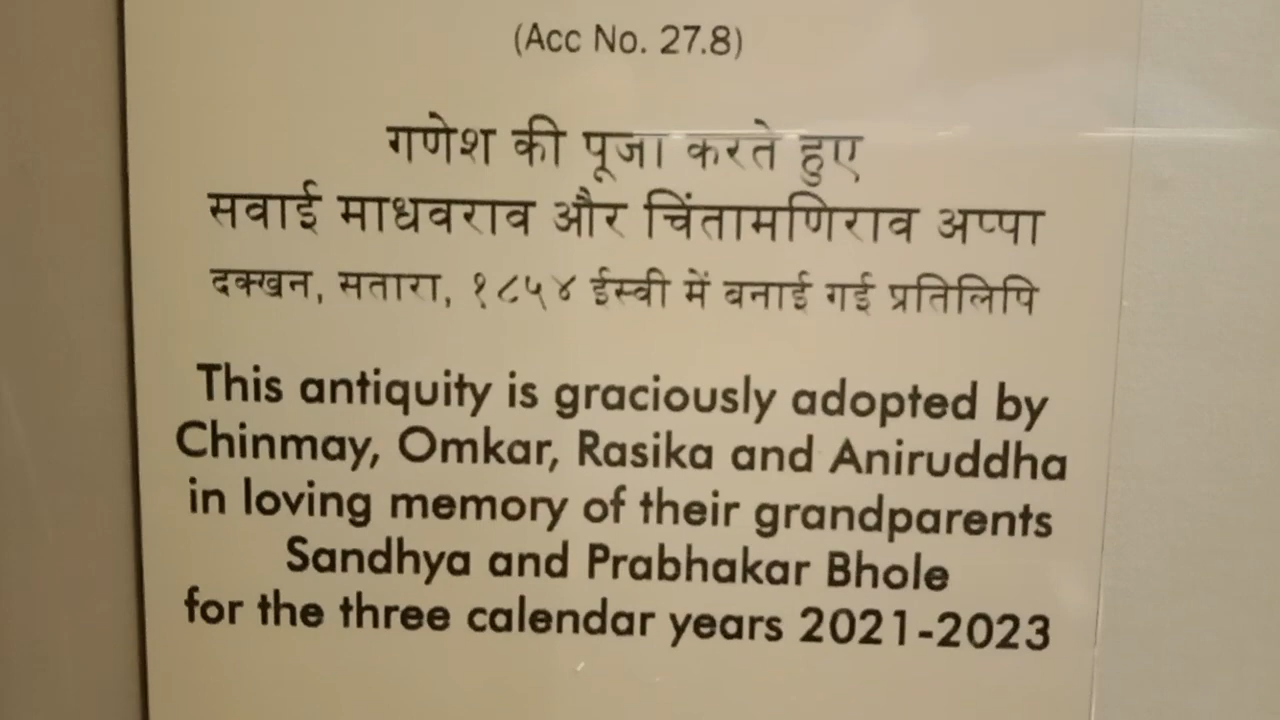 (Acc No. 27.8)
गणेश की पूजा करते हुए
सवाई माधवराव और चिंतामणिराव अप्पा
दक्खन, सतारा, १८५४ ईस्वी में बनाई गई प्रतिलिपि
This antiquity is graciously adopted by
Chinmay, Omkar, Rasika and Aniruddha
in loving memory of their grandparents
Sandhya and Prabhakar Bhole
for the three calendar years 2021-2023